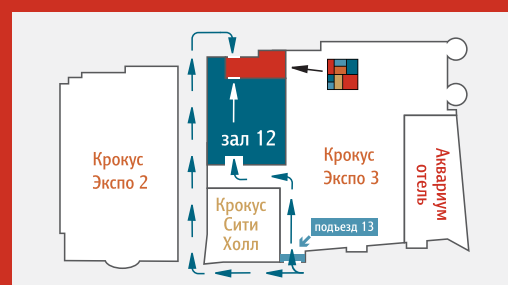 зал 12
Крокус
Экспо 2
Крокус
Экспо 3
Аквариум
отель
Крокус
Сити
Холл
подъезд 13